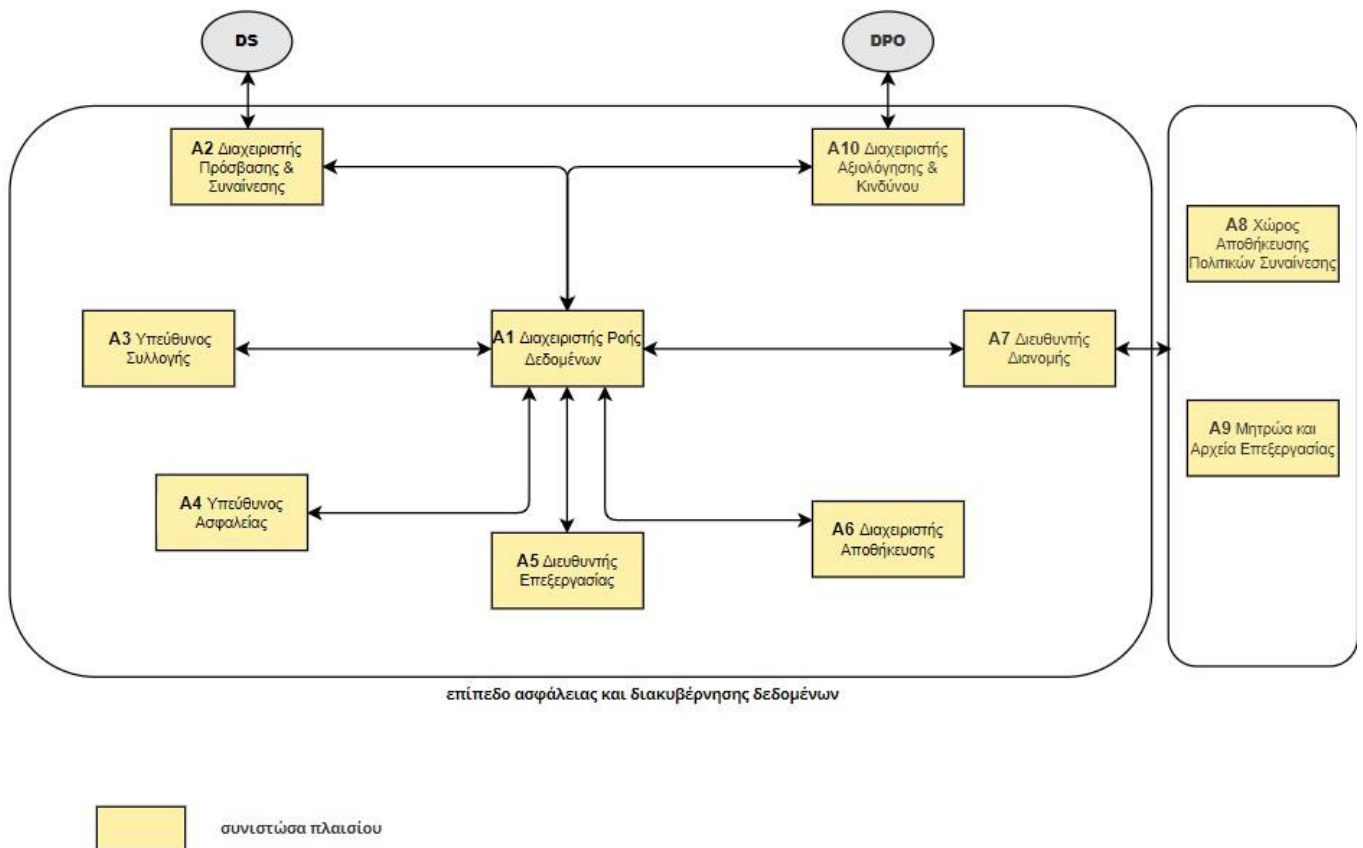 DS
DPO
A2 Διαχειριστής
Πρόσβασης &
Συναίνεσης
A10 Διαχειριστής
Αξιολόγησης &
Κινδύνου
A8 Χώρος
Αποθήκευσης
Πολιτικών Συναίνεσης
A3 Υπεύθυνος
Συλλογής
A1 Διαχειριστής Ροής
Δεδομένων
A7 Διευθυντής
Διανομής
A9 Μητρώα και
Αρχεία Επεξεργασίας
A4 Υπεύθυνος
Ασφαλείας
A5 Διευθυντής
Επεξεργασίας
A6 Διαχειριστής
Αποθήκευσης
επίπεδο ασφάλειας και διακυβέρνησης δεδομένων
συνιστώσα πλαισίου